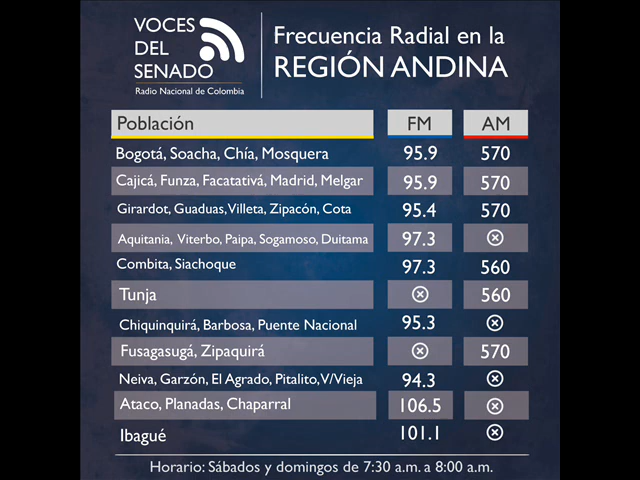 VOCES
DEL
SENADO
Radio Nacional de Colombia
Frecuencia Radial en la
REGIÓN ANDINA
Población FM AM
Bogotá, Soacha, Chía, Mosquera 95.9 570
Cajicá, Funza, Facatativá, Madrid, Melgar 95.9 570
Girardot, Guaduas,Villeta, Zipacón, Cota 95.4 570
Aquitania, Viterbo, Paipa, Sogamoso, Duitama 97.3
Combita, Siachoque 97.3 560
Tunja 560
Chiquinquirá, Barbosa, Puente Nacional 95.3
Fusagasugá, Zipaquirá 570
Neiva, Garzón, El Agrado, Pitalito,V/Vieja 94.3
Ataco, Planadas, Chaparral 106.5
Ibagué 101.1
Horario: Sábados y domingos de 7:30 a.m. a 8:00 a.m.